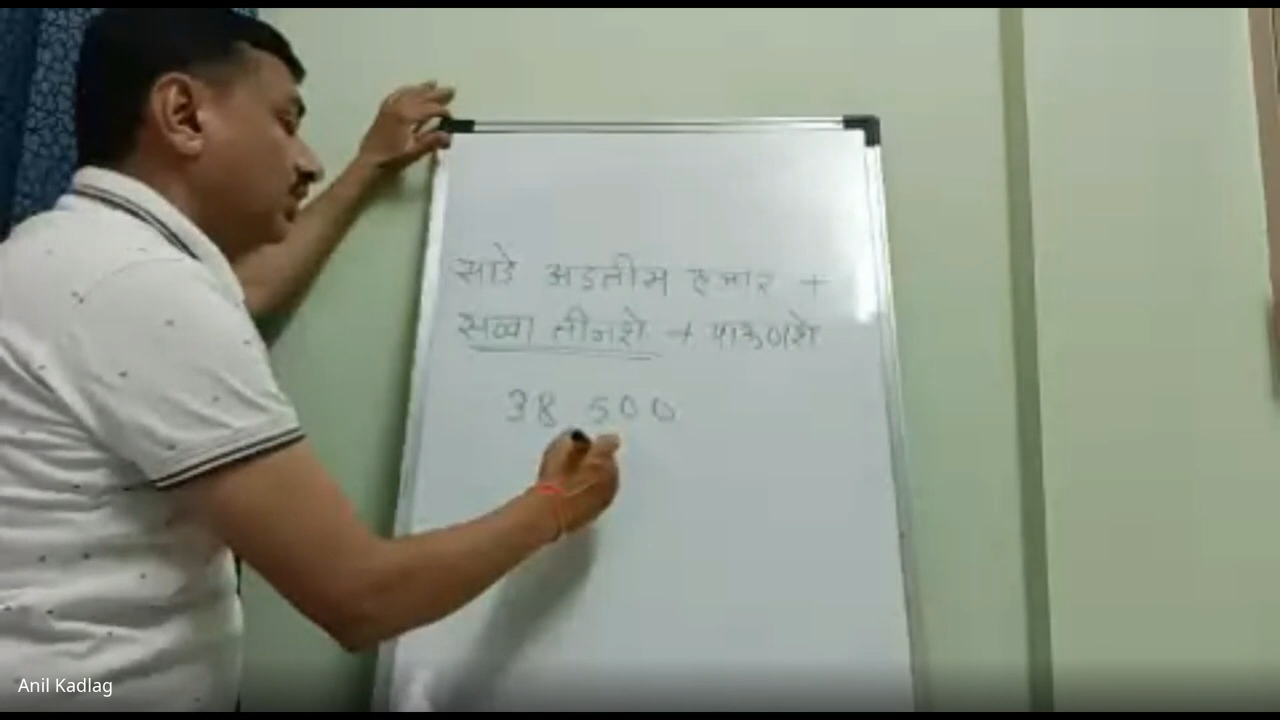 साडे अडतीस हजार +
सव्वा तीनशे + पाऊणशे
38 500
Anil Kadlag